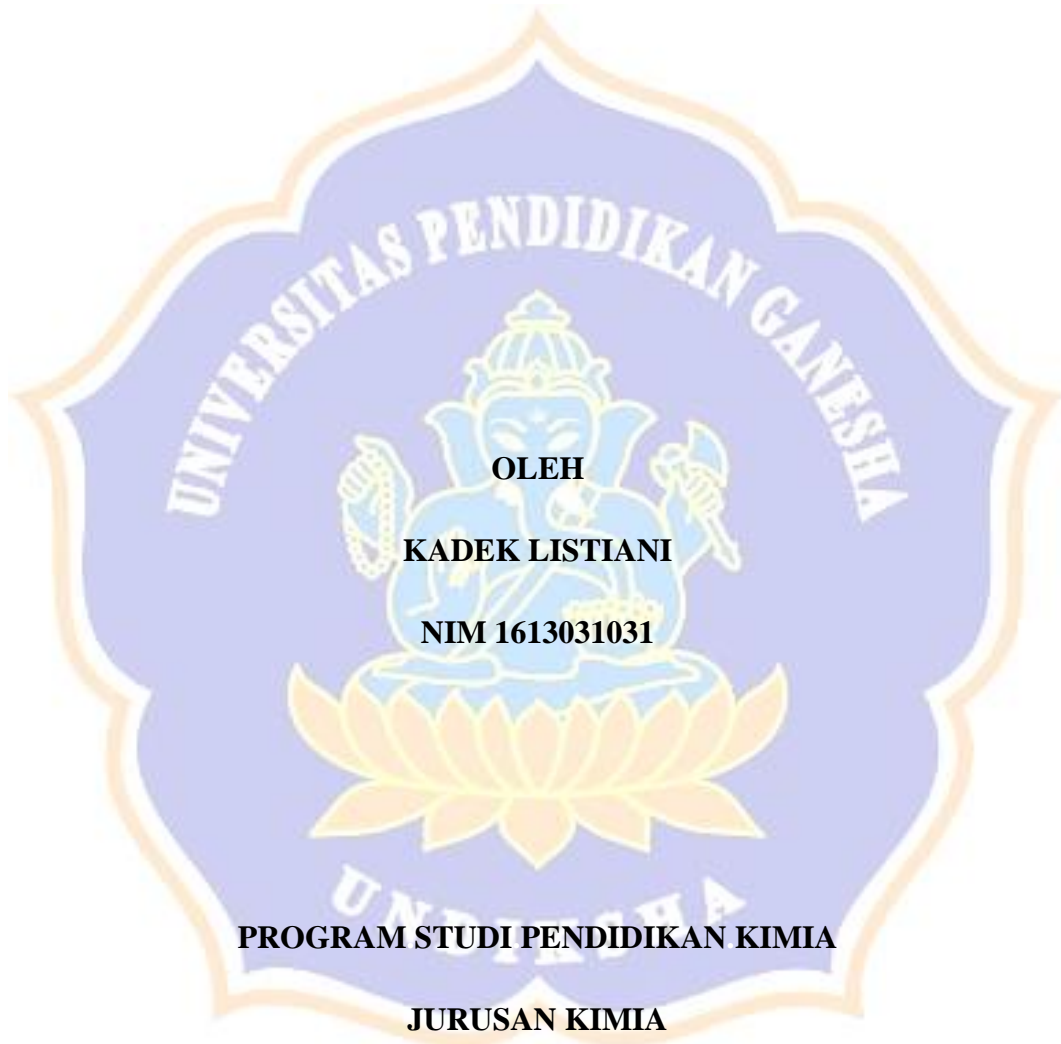 UNIVERSITAS PENDIDIKAN GANESHA
OLEH
KADEK LISTIANI
NIM 1613031031
UNDIKSHA
PROGRAM STUDI PENDIDIKAN KIMIA
JURUSAN KIMIA